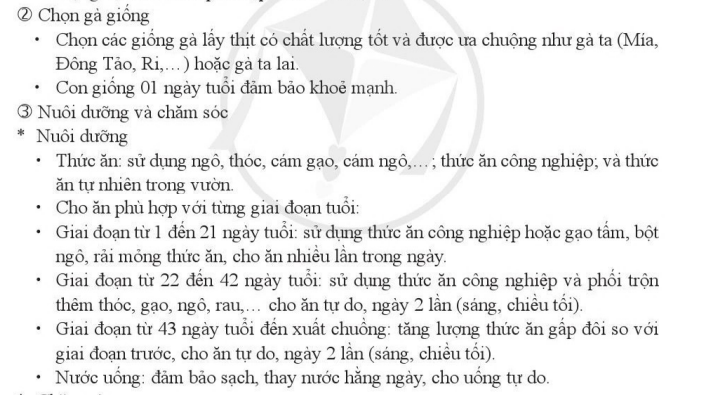 ② Chọn gà giống
• Chọn các giống gà lấy thịt có chất lượng tốt và được ưa chuộng như gà ta (Mía,
Đông Tảo, Ri,…) hoặc gà ta lai.
• Con giống 01 ngày tuổi đảm bảo khoẻ mạnh.
③ Nuôi dưỡng và chăm sóc
* Nuôi dưỡng
• Thức ăn: sử dụng ngô, thóc, cám gạo, cám ngô,…; thức ăn công nghiệp; và thức
ăn tự nhiên trong vườn.
• Cho ăn phù hợp với từng giai đoạn tuổi:
• Giai đoạn từ 1 đến 21 ngày tuổi: sử dụng thức ăn công nghiệp hoặc gạo tấm, bột
ngô, rải mỏng thức ăn, cho ăn nhiều lần trong ngày.
• Giai đoạn từ 22 đến 42 ngày tuổi: sử dụng thức ăn công nghiệp và phối trộn
thêm thóc, gạo, ngô, rau,… cho ăn tự do, ngày 2 lần (sáng, chiều tối).
• Giai đoạn từ 43 ngày tuổi đến xuất chuồng: tăng lượng thức ăn gấp đôi so với
giai đoạn trước, cho ăn tự do, ngày 2 lần (sáng, chiều tối).
• Nước uống: đảm bảo sạch, thay nước hằng ngày, cho uống tự do.